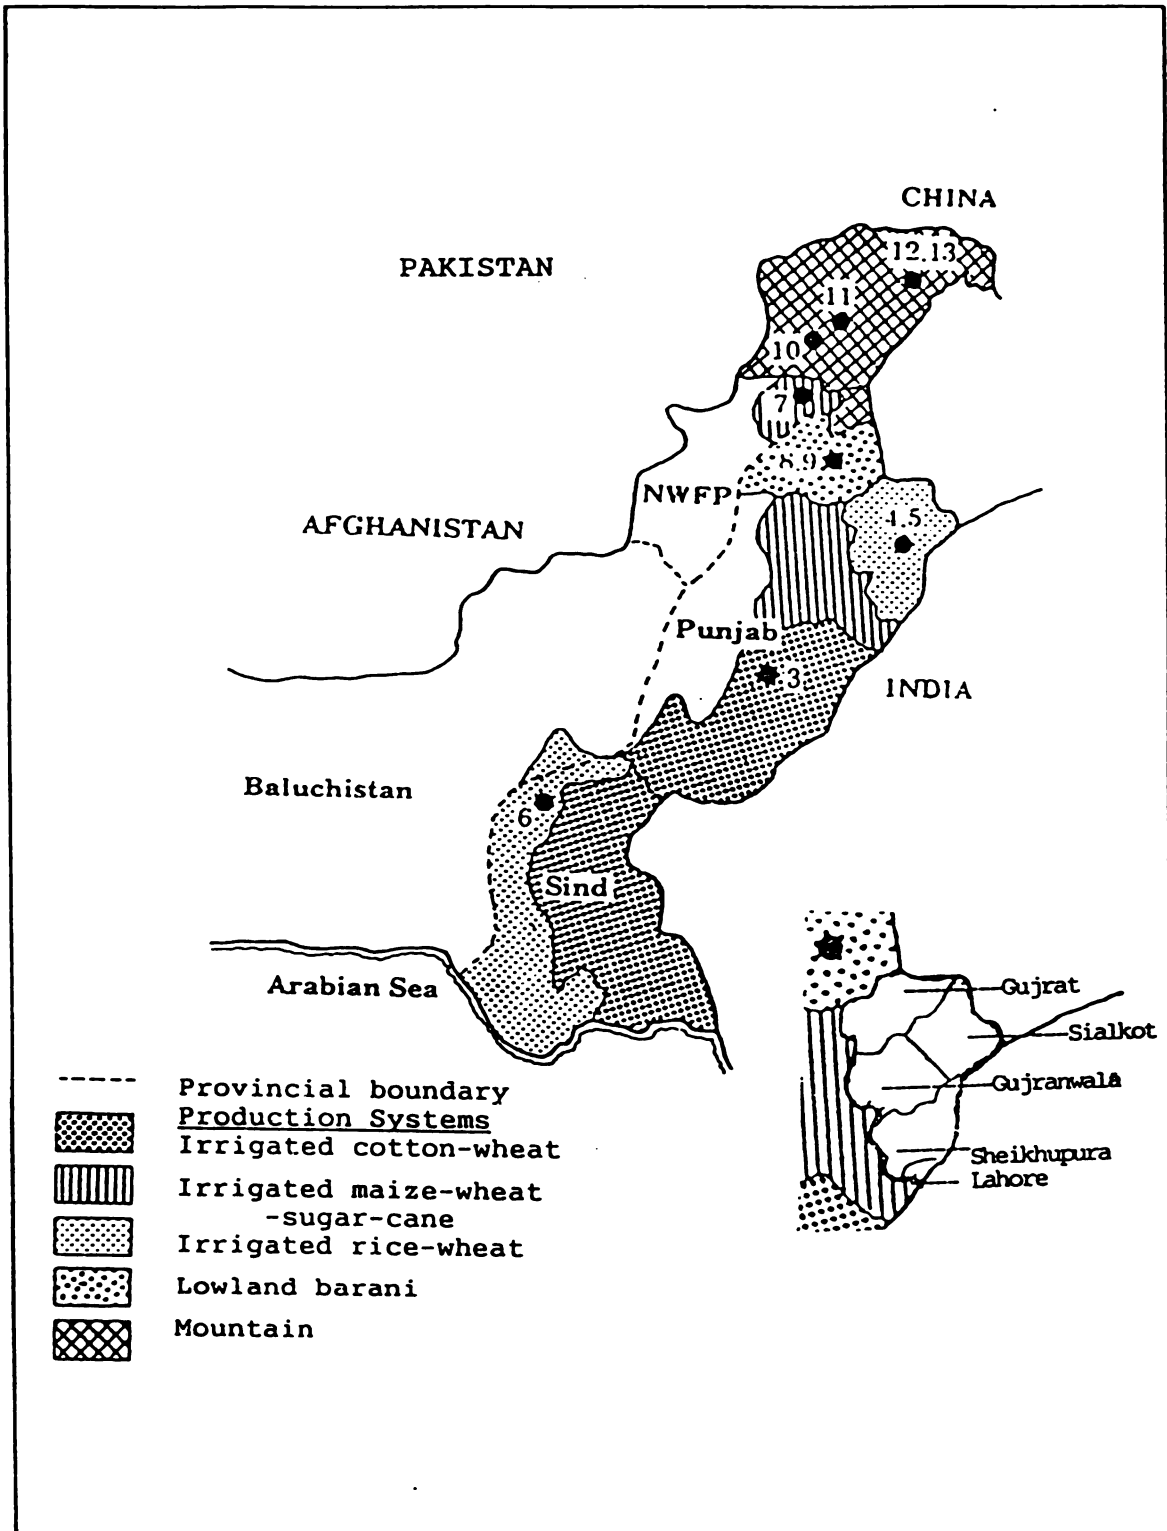 CHINA
PAKISTAN
12.13
11
10
7
8.9
NWFP
AFGHANISTAN
4.5
Punjab
3
INDIA
Baluchistan
6
Sind
Arabian Sea
Gujrat
Sialkot
Gujranwala
Sheikhupura
Lahore
Provincial boundary
Production Systems
Irrigated cotton-wheat
Irrigated maize-wheat
-sugar-cane
Irrigated rice-wheat
Lowland barani
Mountain